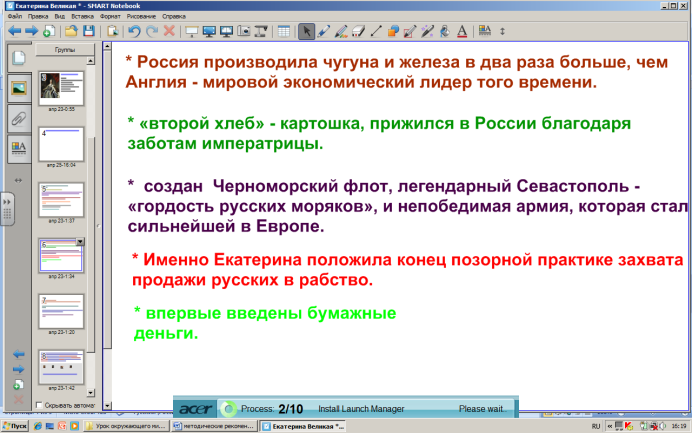 Екатерина Великая * - SMART Notebook
Файл Правка Вид Вставка Формат Рисование Справка
Группы
* Россия производила чугуна и железа в два раза больше, чем
Англия - мировой экономический лидер того времени.
3
апр 23-0:55
* «второй хлеб» - картошка, прижился в России благодаря
заботам императрицы.
4
апр 25-16:04
* создан Черноморский флот, легендарный Севастополь -
«гордость русских моряков», и непобедимая армия, которая стал
сильнейшей в Европе.
5
апр 23-1:37
* Именно Екатерина положила конец позорной практике захвата
продажи русских в рабство.
6
апр 23-1:34
* впервые введены бумажные
деньги.
7
апр 23-1:20
8
апр 23-1:42
Скрывать автомат
acer Process: 2/10 Install Launch Manager Please wait.
Пуск Урок окружающего ми... методические рекомен... Екатерина Великая *... RU 16:19